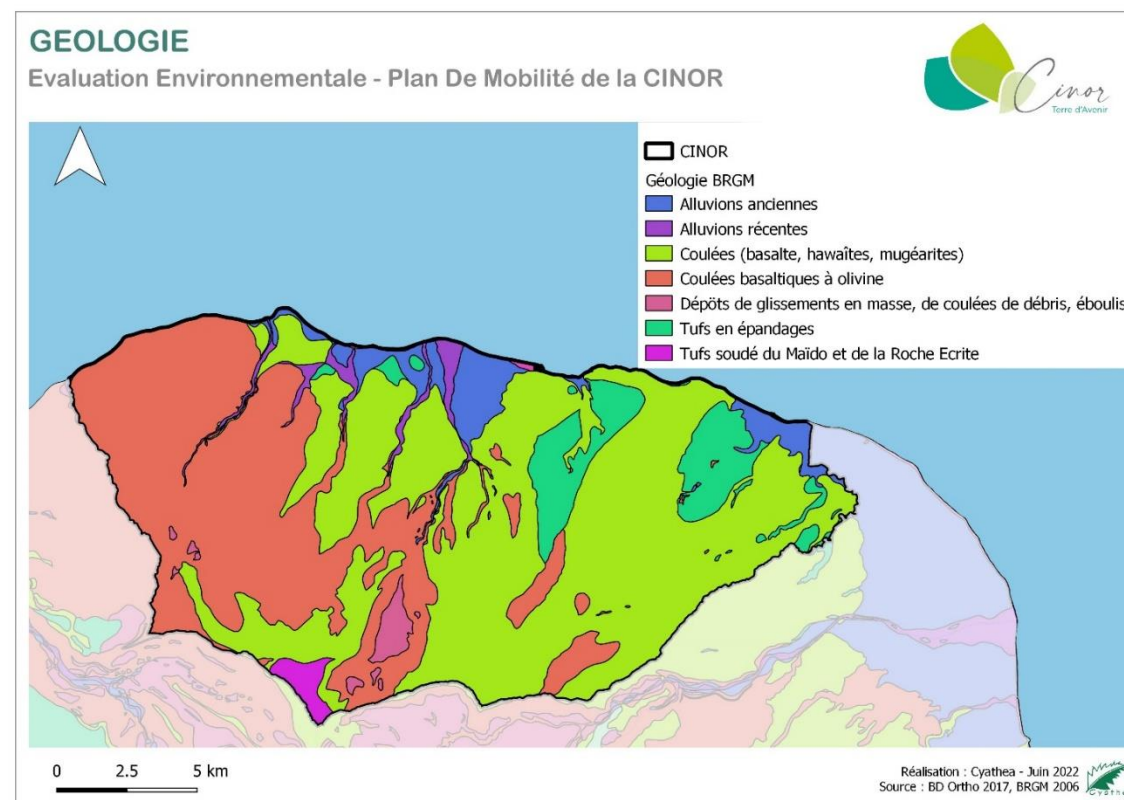 GEOLOGIE
Evaluation Environnementale - Plan De Mobilité de la CINOR
Cinor
Terre d'Avenir
CINOR
Géologie BRGM
Alluvions anciennes
Alluvions récentes
Coulées (basalte, hawaîtes, mugéarites)
Coulées basaltiques à olivine
Dépöts de glissements en masse, de coulées de débris, éboulis
Tufs en épandages
Tufs soudé du Maïdo et de la Roche Ecrite
0 2.5 5 km
Réalisation : Cyathea - Juin 2022
Source : BD Ortho 2017, BRGM 2006